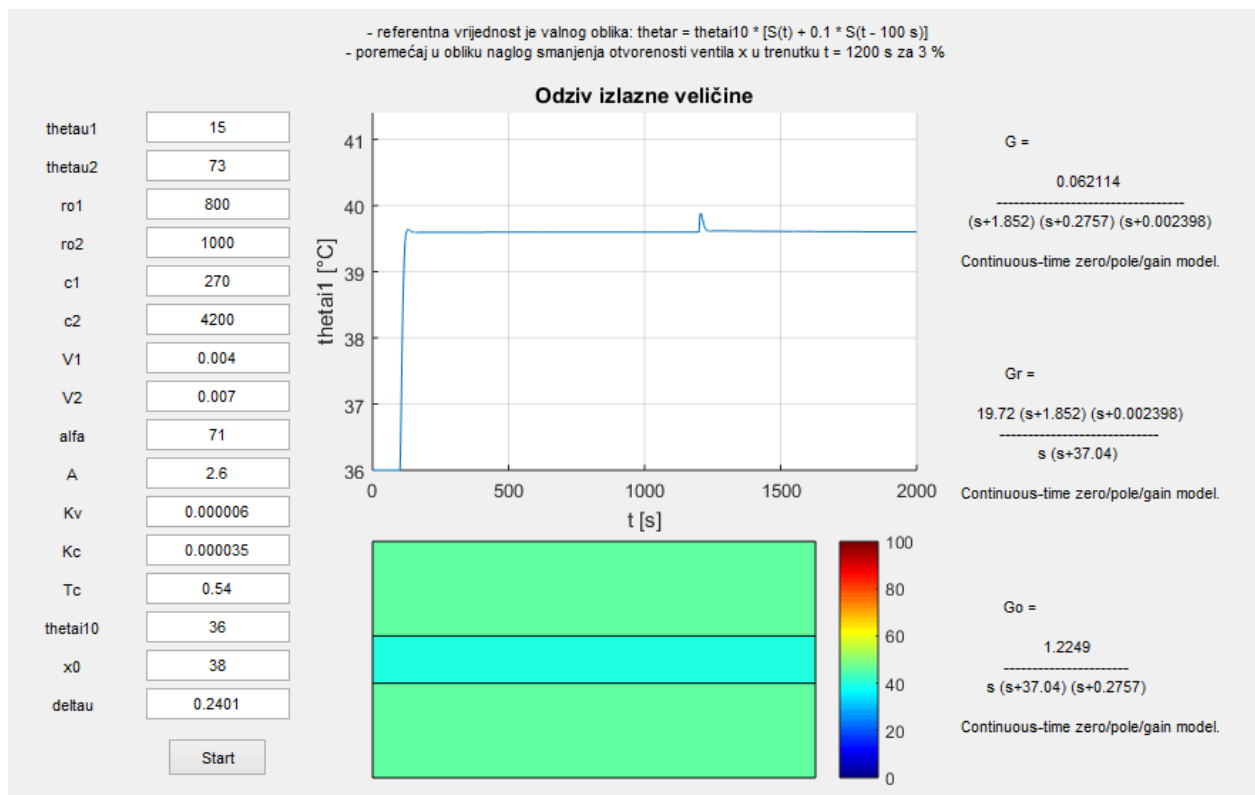 - referentna vrijednost je valnog oblika: thetar = thetai10 * [S(t) + 0.1 * S(t - 100 s)]
- poremećaj u obliku naglog smanjenja otvorenosti ventila x u trenutku t = 1200 s za 3 %
thetau1 15
thetau2 73
ro1 800
ro2 1000
c1 270
c2 4200
V1 0.004
V2 0.007
alfa 71
A 2.6
Kv 0.000006
Kc 0.000035
Tc 0.54
thetai10 36
x0 38
deltau 0.2401
Start
Odziv izlazne veličine
41
40
39
38
37
36
thetai1 [°C]
0 500 1000 1500 2000
t [s]
100
80
60
40
20
0
G =
0.062114
----------------------------------
(s+1.852) (s+0.2757) (s+0.002398)
Continuous-time zero/pole/gain model.
Gr =
19.72 (s+1.852) (s+0.002398)
-----------------------------
s (s+37.04)
Continuous-time zero/pole/gain model.
Go =
1.2249
-----------------------
s (s+37.04) (s+0.2757)
Continuous-time zero/pole/gain model.